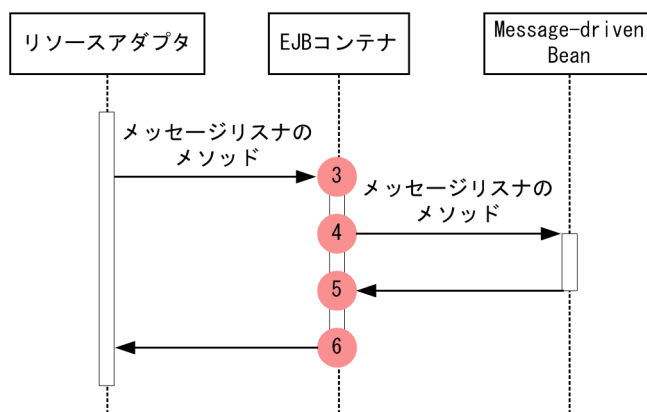 リソースアダプタ
EJBコンテナ
Message-driven
Bean
メッセージリスナの
メソッド
3
メッセージリスナの
メソッド
4
5
6